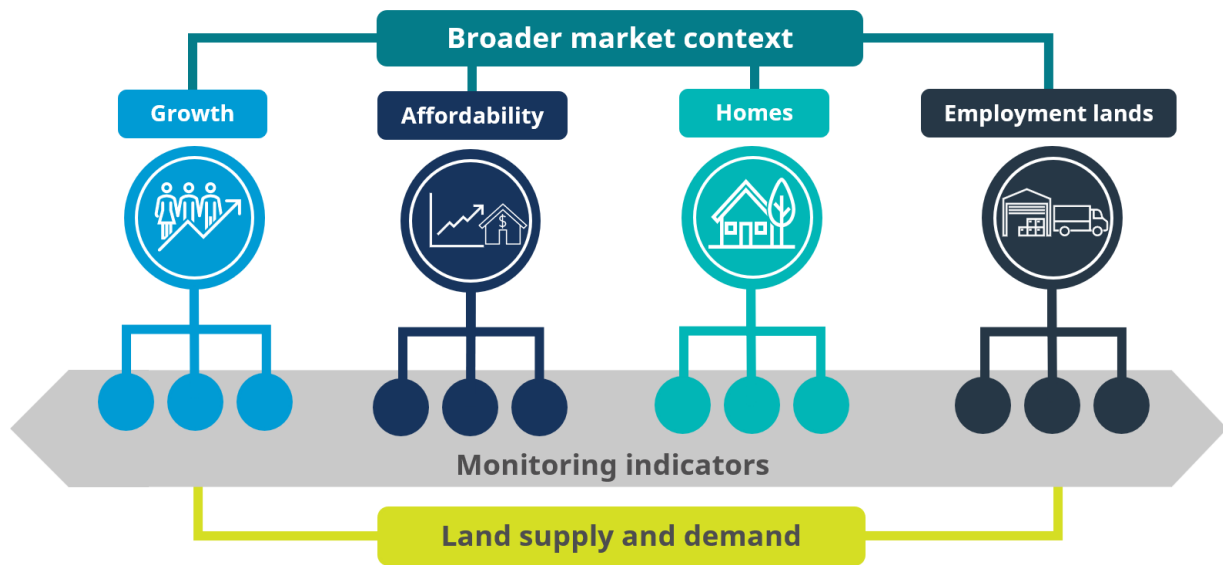 Broader market context
Growth
Affordability
Homes
Employment lands
$
Monitoring indicators
Land supply and demand